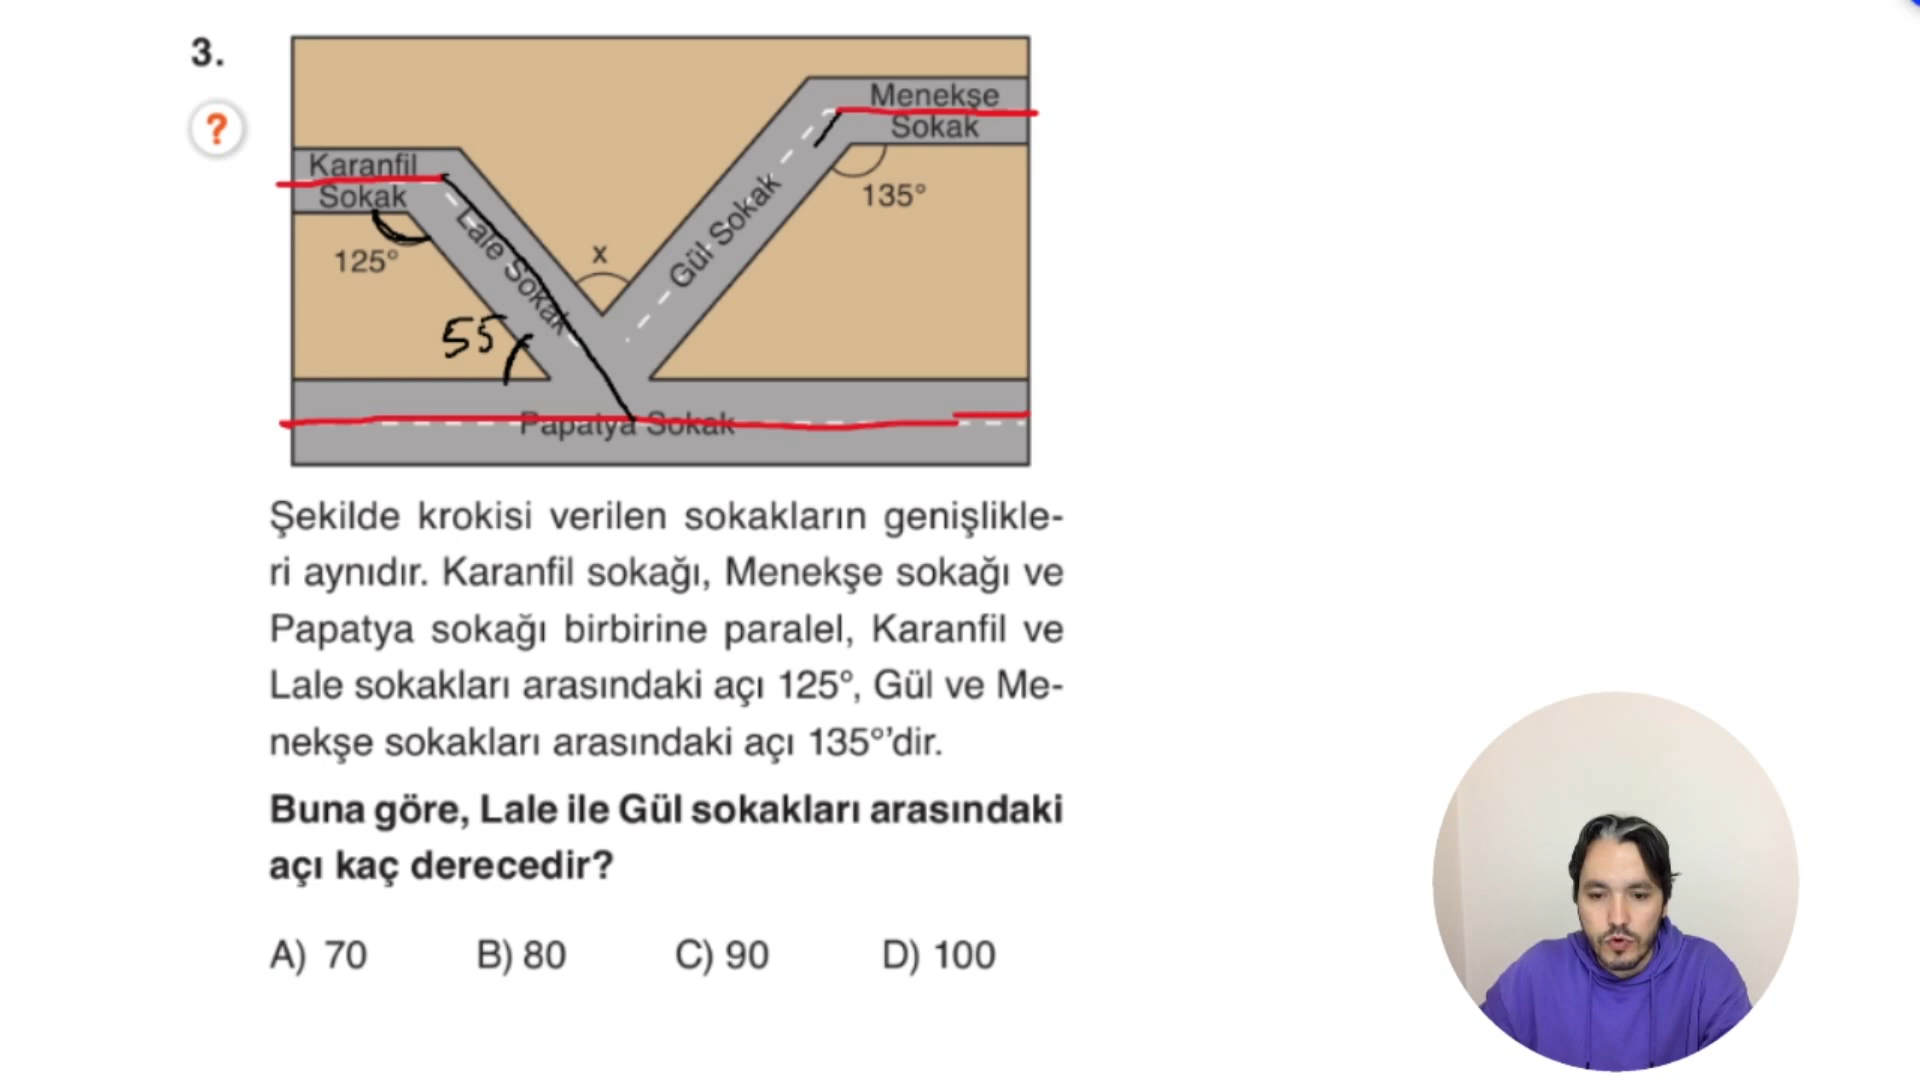 3.
?
Menekşe
Sokak
Karanfil
Sokak
135°
125°
Lale Sokak
x
Gül Sokak
55
Papatya Sokak
Şekilde krokisi verilen sokakların genişlikle-
ri aynıdır. Karanfil sokağı, Menekşe sokağı ve
Papatya sokağı birbirine paralel, Karanfil ve
Lale sokakları arasındaki açı 125°, Gül ve Me-
nekşe sokakları arasındaki açı 135°'dir.
Buna göre, Lale ile Gül sokakları arasındaki
açı kaç derecedir?
A) 70 B) 80 C) 90 D) 100